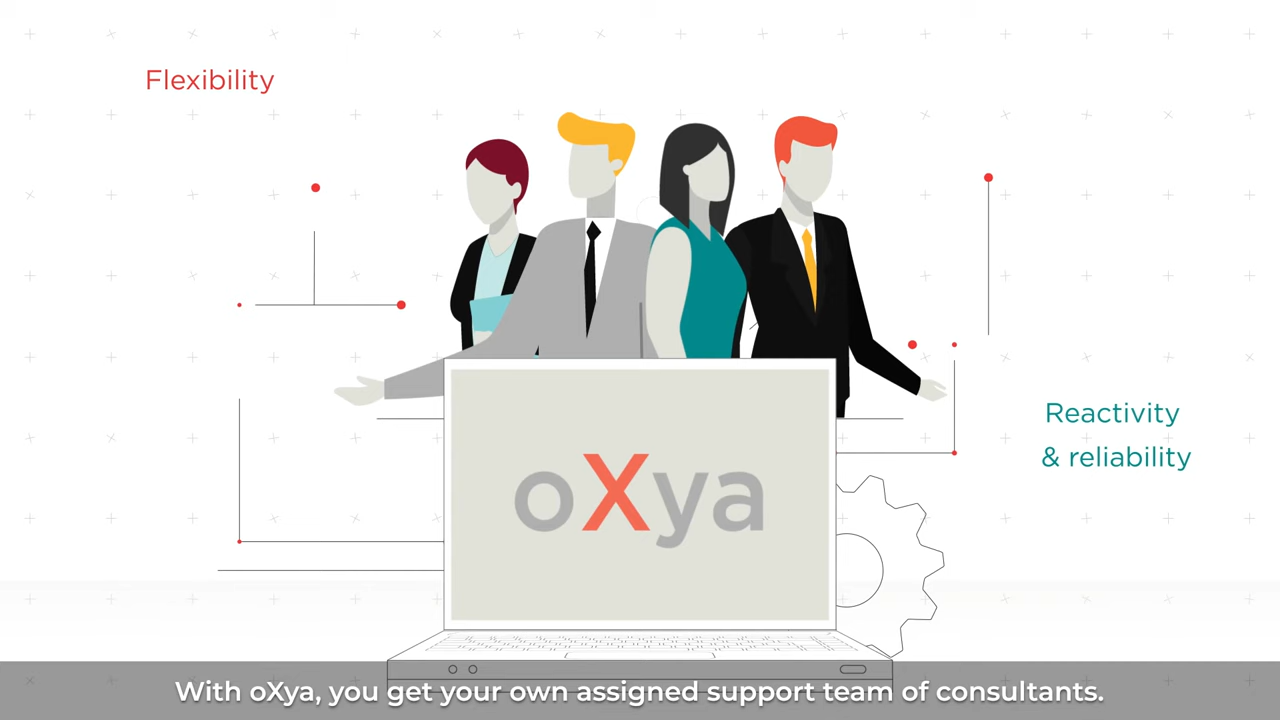 Flexibility
Reactivity
& reliability
oXya
With oXya, you get your own assigned support team of consultants.